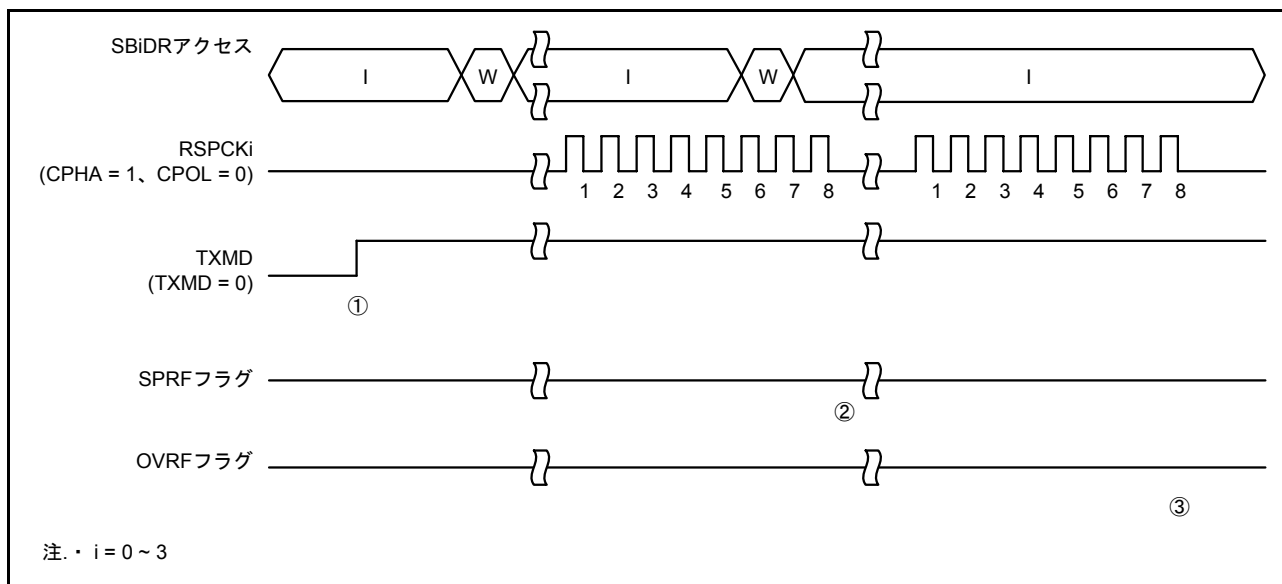 SBiDRアクセス
I W I W I
RSPCKi
(CPHA = 1、CPOL = 0)
1 2 3 4 5 6 7 8 1 2 3 4 5 6 7 8
TXMD
(TXMD = 0)
①
SPRFフラグ
②
OVRFフラグ
③
注.・ i = 0 ~ 3